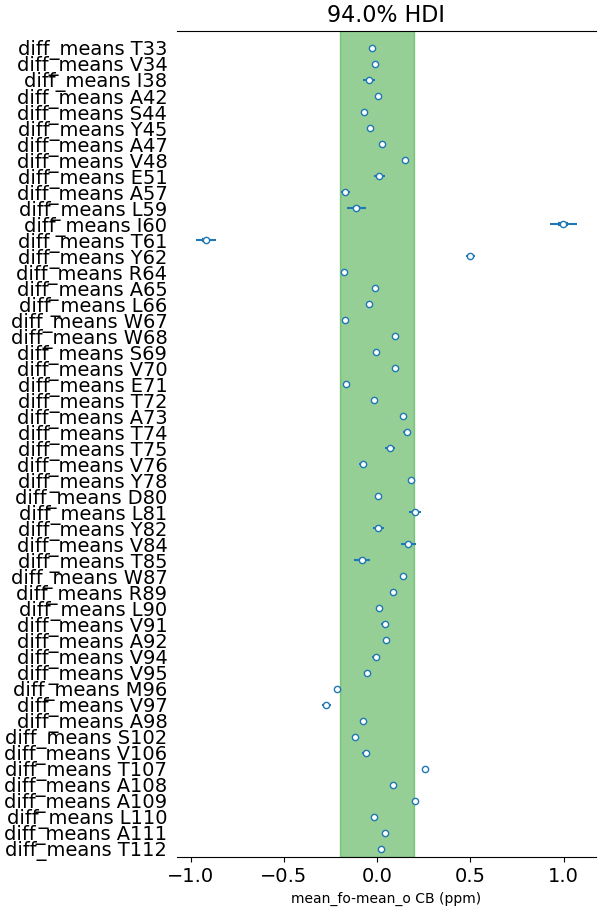 94.0% HDI
diff_means T33
diff_means V34
diff_means I38
diff_means A42
diff_means S44
diff_means Y45
diff_means A47
diff_means V48
diff_means E51
diff_means A57
diff_means L59
diff_means I60
diff_means T61
diff_means Y62
diff_means R64
diff_means A65
diff_means L66
diff_means W67
diff_means W68
diff_means S69
diff_means V70
diff_means E71
diff_means T72
diff_means A73
diff_means T74
diff_means T75
diff_means V76
diff_means Y78
diff_means D80
diff_means L81
diff_means Y82
diff_means V84
diff_means T85
diff_means W87
diff_means R89
diff_means L90
diff_means V91
diff_means A92
diff_means V94
diff_means V95
diff_means M96
diff_means V97
diff_means A98
diff_means S102
diff_means V106
diff_means T107
diff_means A108
diff_means A109
diff_means L110
diff_means A111
diff_means T112
−1.0 −0.5 0.0 0.5 1.0
mean_fo-mean_o CB (ppm)